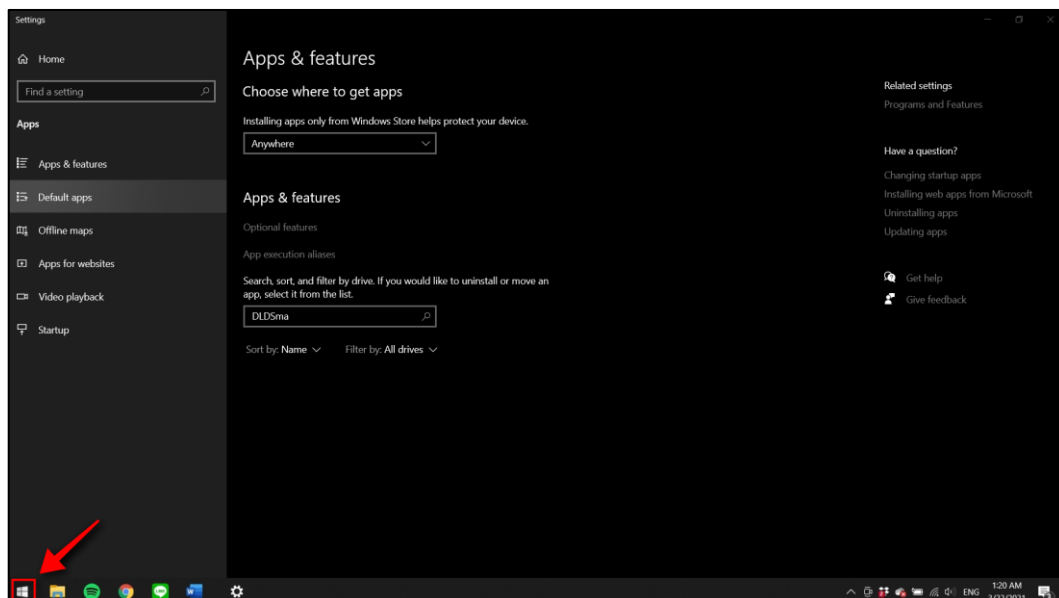 Settings
Home
Find a setting
Apps
Apps & features
Default apps
Offline maps
Apps for websites
Video playback
Startup
Apps & features
Choose where to get apps
Installing apps only from Windows Store helps protect your device.
Anywhere
Apps & features
Optional features
App execution aliases
Search, sort, and filter by drive. If you would like to uninstall or move an
app, select it from the list.
DLDSma
Sort by: Name Filter by: All drives
Related settings
Programs and Features
Have a question?
Changing startup apps
Installing web apps from Microsoft
Uninstalling apps
Updating apps
Get help
Give feedback
ENG
1:20 AM